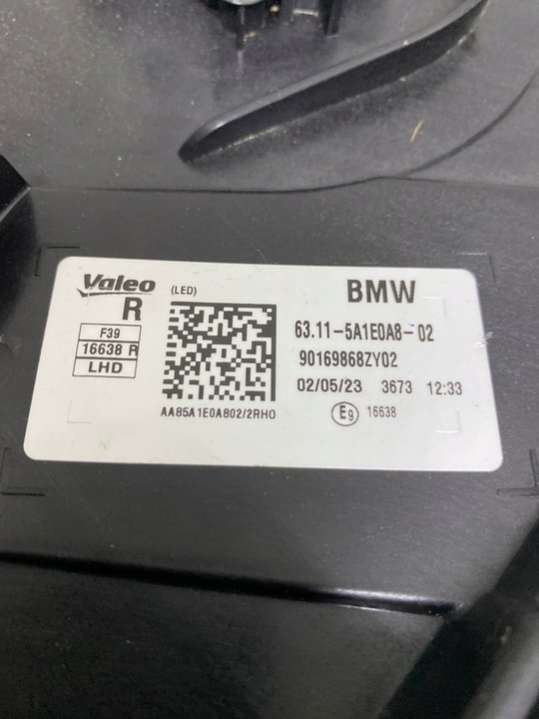 Valeo (LED) BMW
R
F39
16638 R
LHD
63.11-5A1E0A8-02
90169868ZY02
02/05/23 3673 12:33
AA85A1E0A802/2RH0
E9 16638